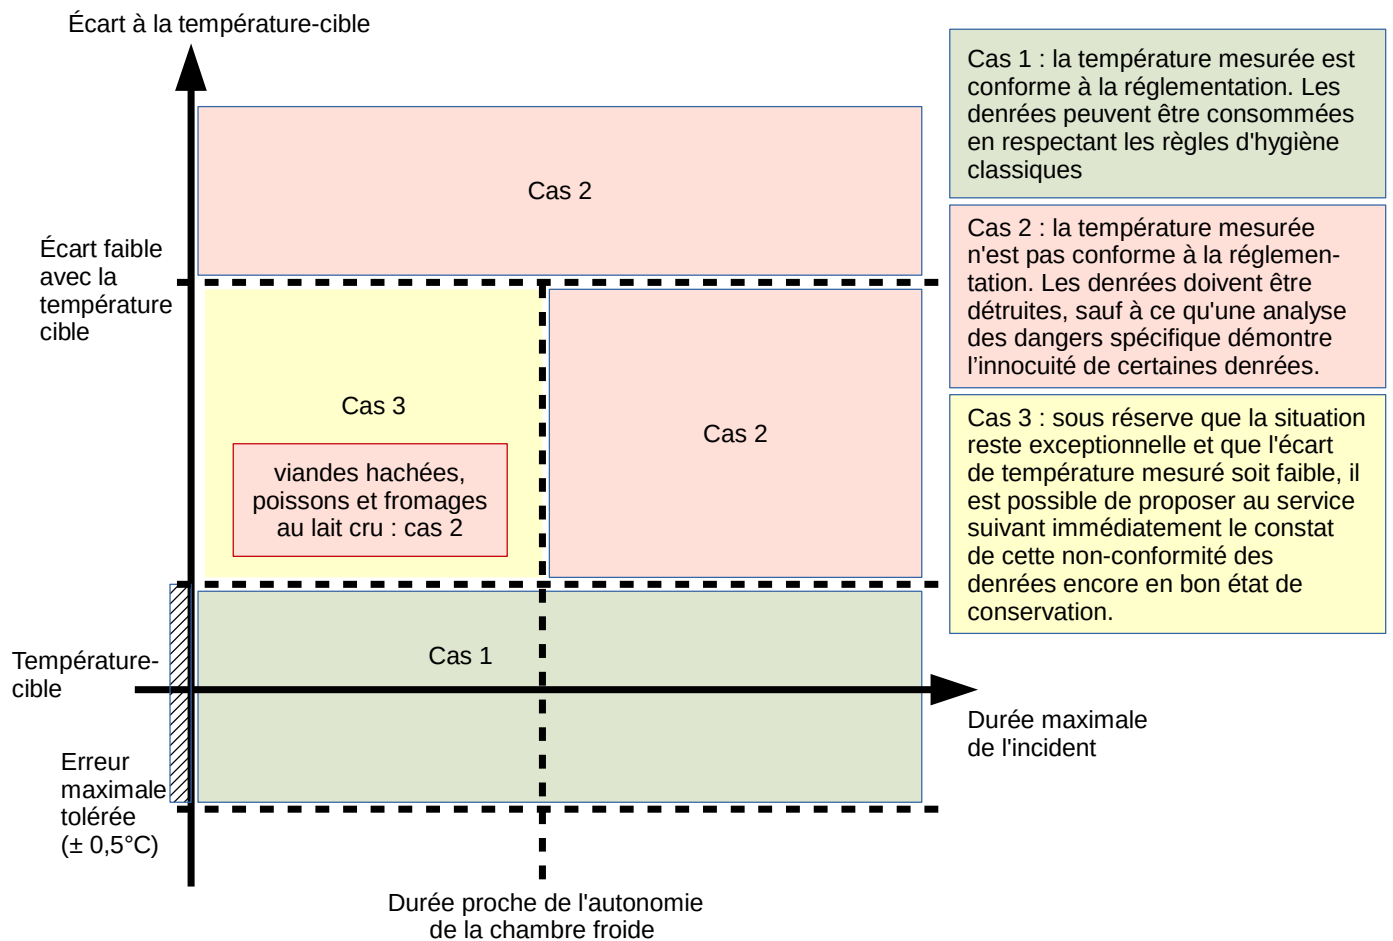 Écart à la température-cible
Cas 1 : la température mesurée est
conforme à la réglementation. Les
denrées peuvent être consommées
en respectant les règles d'hygiène
classiques
Cas 2
Cas 2 : la température mesurée
n'est pas conforme à la réglemen-
tation. Les denrées doivent être
détruites, sauf à ce qu'une analyse
des dangers spécifique démontre
l’innocuité de certaines denrées.
Écart faible
avec la
température
cible
Cas 3
viandes hachées,
poissons et fromages
au lait cru : cas 2
Cas 2
Cas 3 : sous réserve que la situation
reste exceptionnelle et que l'écart
de température mesuré soit faible, il
est possible de proposer au service
suivant immédiatement le constat
de cette non-conformité des
denrées encore en bon état de
conservation.
Cas 1
Température-
cible
Durée maximale
de l'incident
Erreur
maximale
tolérée
(± 0,5°C)
Durée proche de l'autonomie
de la chambre froide